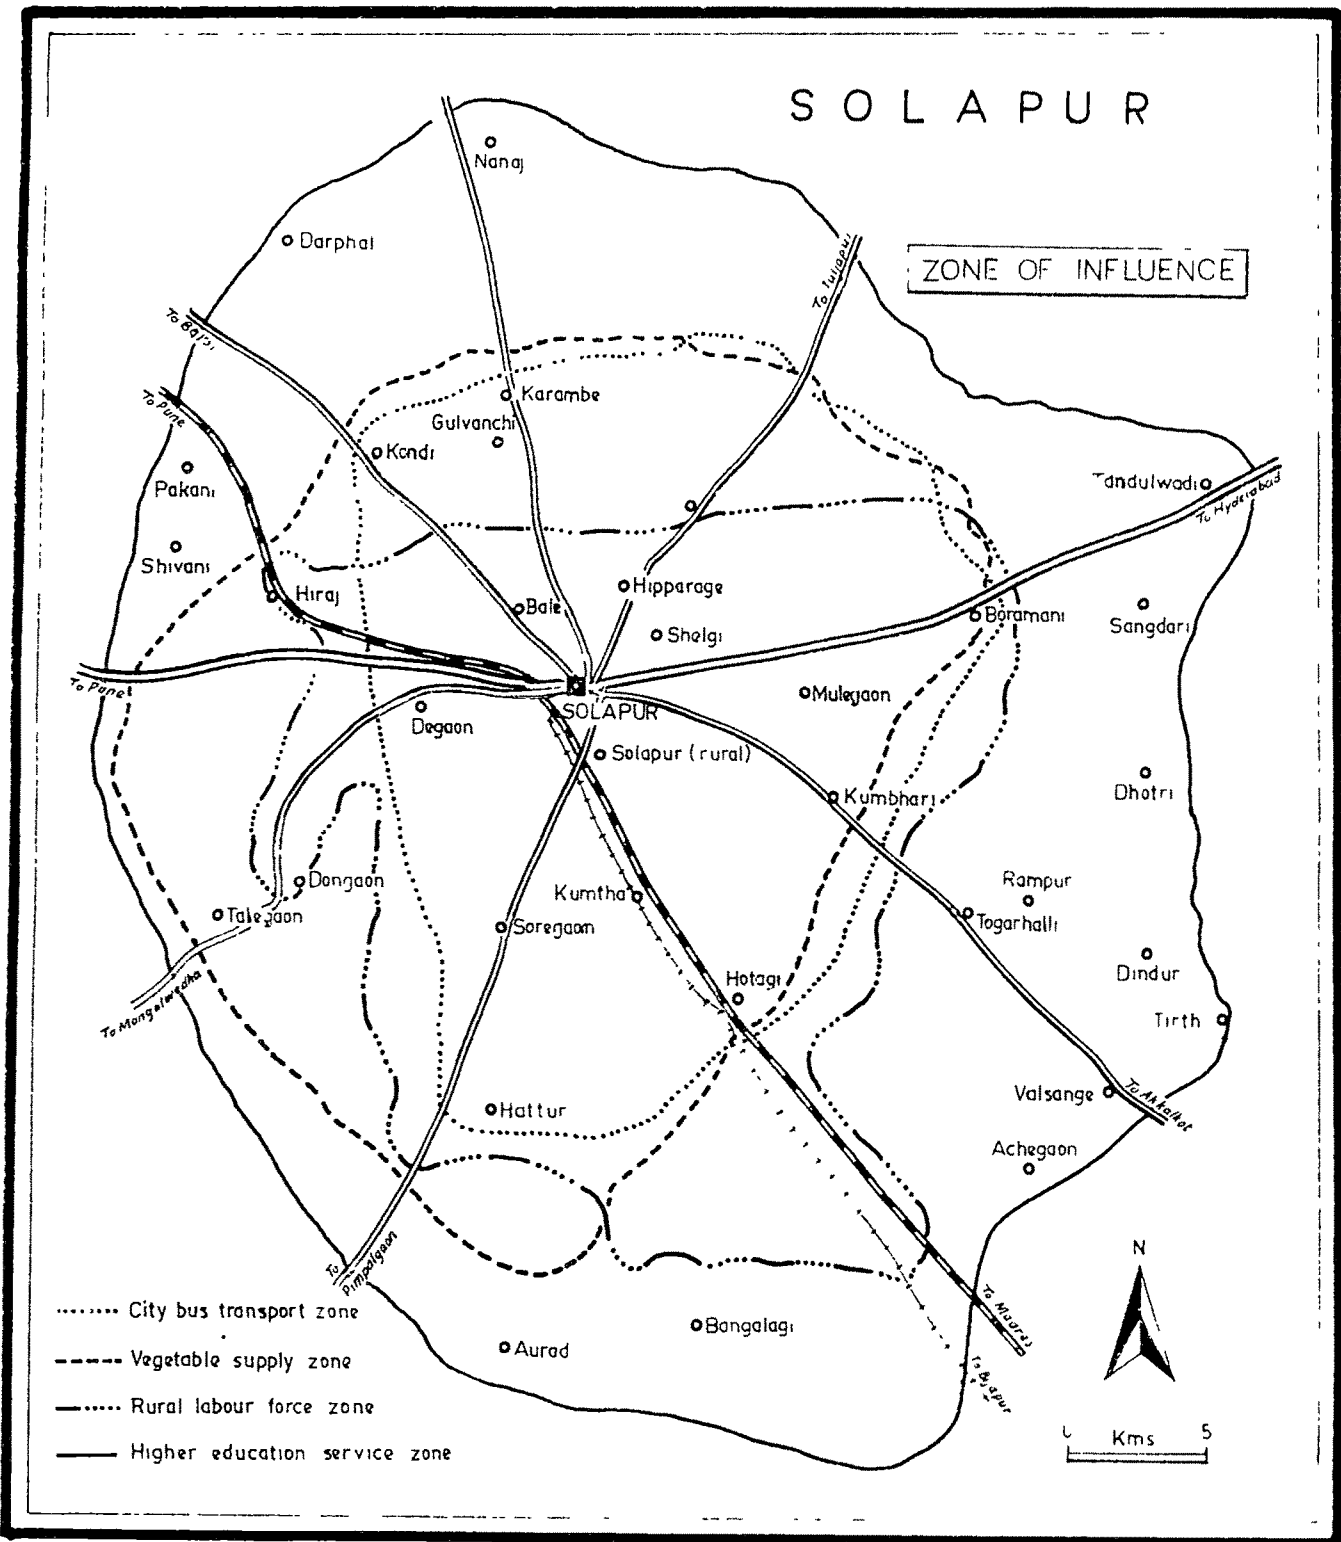 SOLAPUR
ZONE OF INFLUENCE
Nanaj
Darphal
To Tuljapur
To Pune
Karambe
Gulvanchi
Kondi
Pakani
Tandulwadi
To Hyderabad
Shivani
Hiraj
Hipparage
Bale
Boramani
Sangdari
Shelgi
To Pune
Mulegaon
SOLAPUR
Degaon
Solapur (rural)
Dhotri
Kumbhari
Rampur
Dongaon
Kumtha
Talegaon
Togarhalli
Soregaon
Dindur
Hotagi
To Mangalwedha
Tirth
Valsange
To Akkalkot
Hattur
Achegaon
To Pimpalgaon
N
To Madras
City bus transport zone
Bangalagi
Aurad
Vegetable supply zone
To Bijapur
Rural labour force zone
Kms 5
Higher education service zone